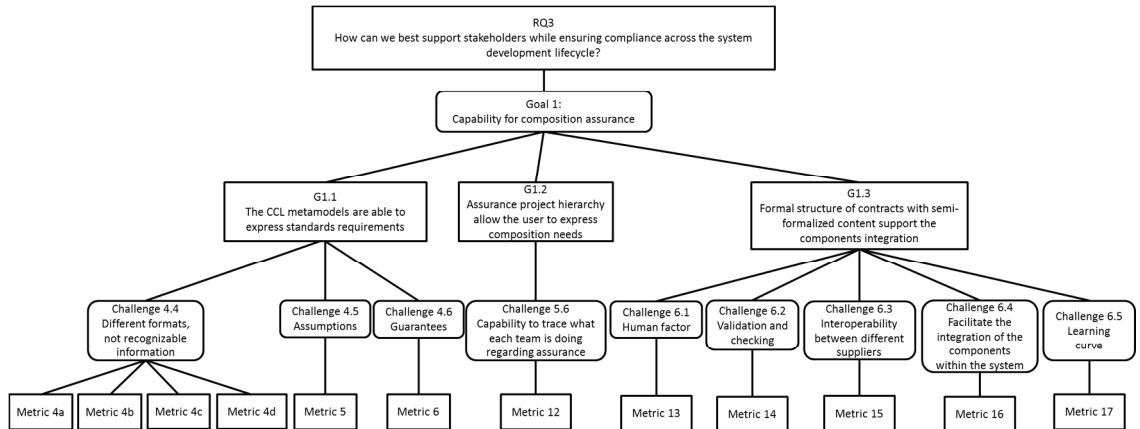 RQ3
How can we best support stakeholders while ensuring compliance across the system
development lifecycle?
Goal 1:
Capability for composition assurance
G1.1
The CCL metamodels are able to
express standards requirements
G1.2
Assurance project hierarchy
allow the user to express
composition needs
G1.3
Formal structure of contracts with semi-
formalized content support the
components integration
Challenge 4.4
Different formats,
not recognizable
information
Challenge 4.5
Assumptions
Challenge 4.6
Guarantees
Challenge 5.6
Capability to trace what
each team is doing
regarding assurance
Challenge 6.1
Human factor
Challenge 6.2
Validation and
checking
Challenge 6.3
Interoperability
between different
suppliers
Challenge 6.4
Facilitate the
integration of the
components
within the system
Challenge 6.5
Learning
curve
Metric 4a
Metric 4b
Metric 4c
Metric 4d
Metric 5
Metric 6
Metric 12
Metric 13
Metric 14
Metric 15
Metric 16
Metric 17